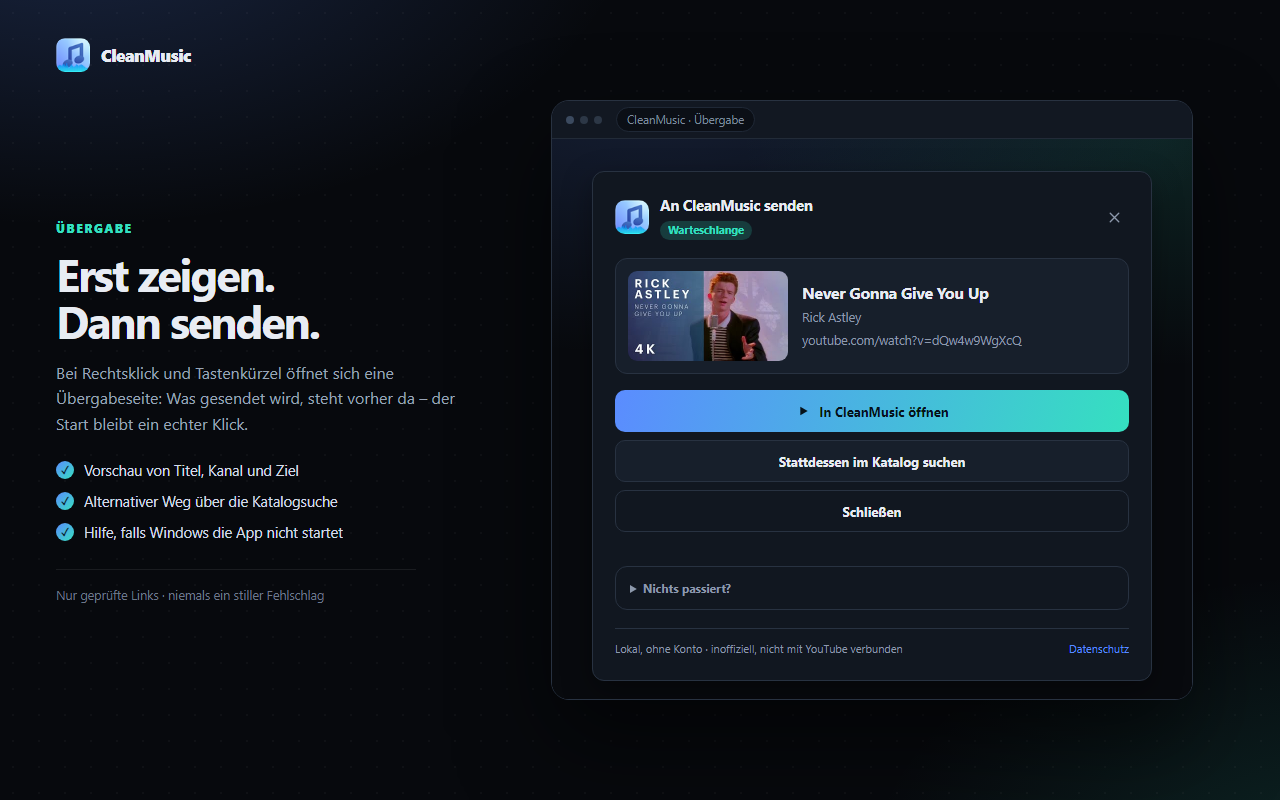 CleanMusic
ÜBERGABE
Erst zeigen.
Dann senden.
Bei Rechtsklick und Tastenkürzel öffnet sich eine
Übergabeseite: Was gesendet wird, steht vorher da – der
Start bleibt ein echter Klick.
Vorschau von Titel, Kanal und Ziel
Alternativer Weg über die Katalogsuche
Hilfe, falls Windows die App nicht startet
Nur geprüfte Links · niemals ein stiller Fehlschlag
CleanMusic · Übergabe
An CleanMusic senden
Warteschlange
RICK
ASTLEY
NEVER GONNA
GIVE YOU UP
4K
Never Gonna Give You Up
Rick Astley
youtube.com/watch?v=dQw4w9WgXcQ
In CleanMusic öffnen
Stattdessen im Katalog suchen
Schließen
Nichts passiert?
Lokal, ohne Konto · inoffiziell, nicht mit YouTube verbunden
Datenschutz